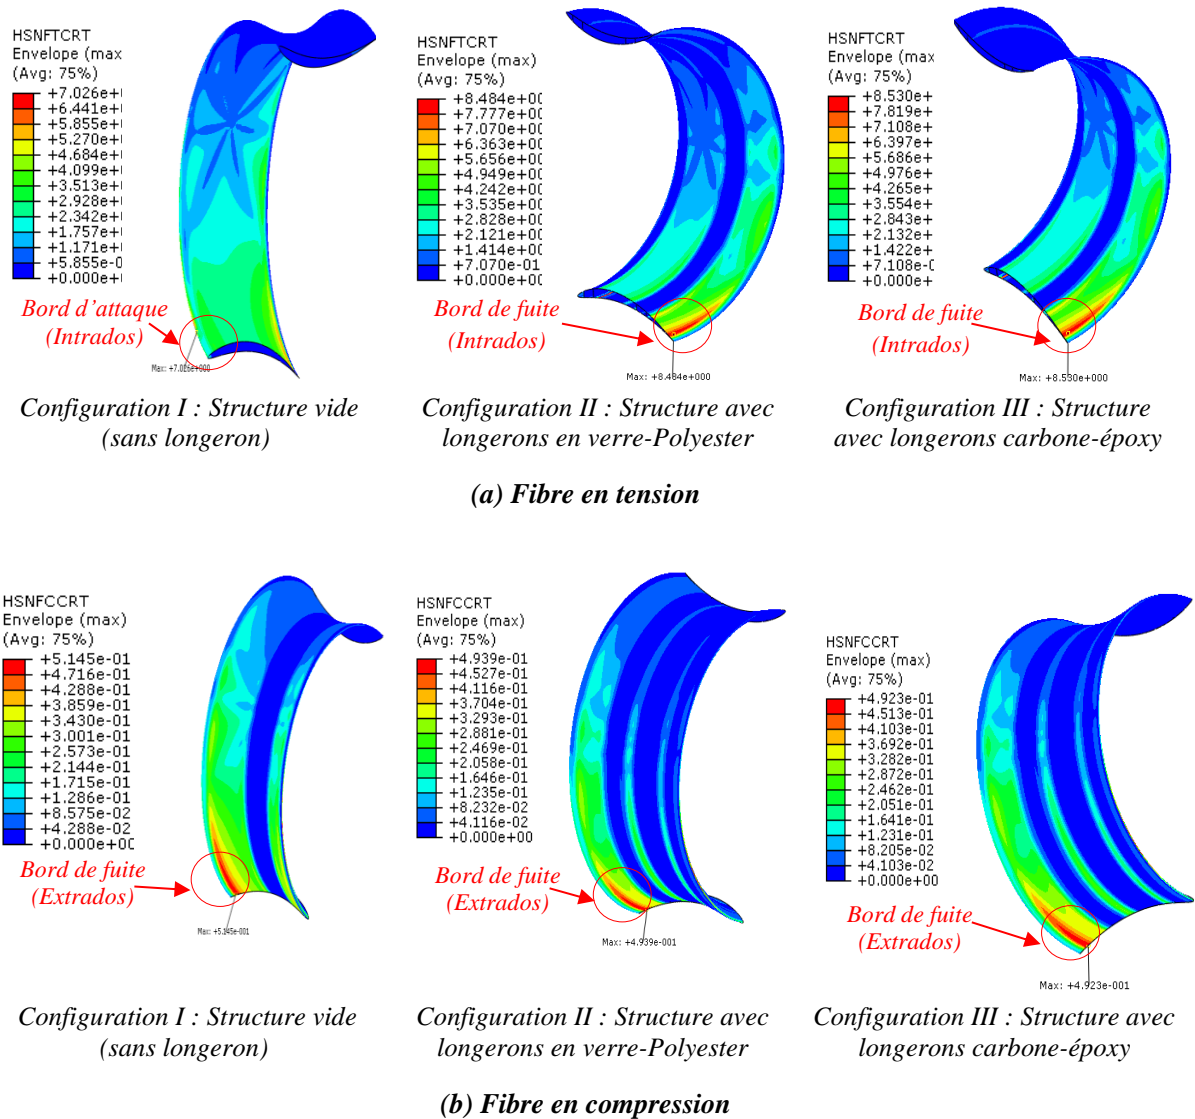 HSNFTCRT
Envelope (max
(Avg: 75%)
+7.026e+(
+6.441e+(
+5.855e+(
+5.270e+(
+4.684e+(
+4.099e+(
+3.513e+(
+2.928e+(
+2.342e+(
+1.757e+(
+1.171e+(
+5.855e-0
+0.000e+(
Bord d'attaque
(Intrados)
Max: +7.026e+000
Configuration I : Structure vide
(sans longeron)
HSNFTCRT
Envelope (max)
(Avg: 75%)
+8.484e+00
+7.777e+00
+7.070e+00
+6.363e+00
+5.656e+00
+4.949e+00
+4.242e+00
+3.535e+00
+2.828e+00
+2.121e+00
+1.414e+00
+7.070e-01
+0.000e+00
Bord de fuite
(Intrados)
Max: +8.484e+000
Configuration II : Structure avec
longerons en verre-Polyester
HSNFTCRT
Envelope (max)
(Avg: 75%)
+8.530e+
+7.819e+
+7.108e+
+6.397e+
+5.686e+
+4.976e+
+4.265e+
+3.554e+
+2.843e+
+2.132e+
+1.422e+
+7.108e-0
+0.000e+
Bord de fuite
(Intrados)
Max: +8.530e+000
Configuration III : Structure
avec longerons carbone-époxy
(a) Fibre en tension
HSNFCCRT
Envelope (max)
(Avg: 75%)
+5.145e-01
+4.716e-01
+4.288e-01
+3.859e-01
+3.430e-01
+3.001e-01
+2.573e-01
+2.144e-01
+1.715e-01
+1.286e-01
+8.575e-02
+4.288e-02
+0.000e+00
Bord de fuite
(Extrados)
Max: +5.145e-001
Configuration I : Structure vide
(sans longeron)
HSNFCCRT
Envelope (max)
(Avg: 75%)
+4.939e-01
+4.527e-01
+4.116e-01
+3.704e-01
+3.293e-01
+2.881e-01
+2.469e-01
+2.058e-01
+1.646e-01
+1.235e-01
+8.232e-02
+4.116e-02
+0.000e+00
Bord de fuite
(Extrados)
Max: +4.939e-001
Configuration II : Structure avec
longerons en verre-Polyester
HSNFCCRT
Envelope (max)
(Avg: 75%)
+4.923e-01
+4.513e-01
+4.103e-01
+3.692e-01
+3.282e-01
+2.872e-01
+2.462e-01
+2.051e-01
+1.641e-01
+1.231e-01
+8.205e-02
+4.103e-02
+0.000e+00
Bord de fuite
(Extrados)
Max: +4.923e-001
Configuration III : Structure avec
longerons carbone-époxy
(b) Fibre en compression